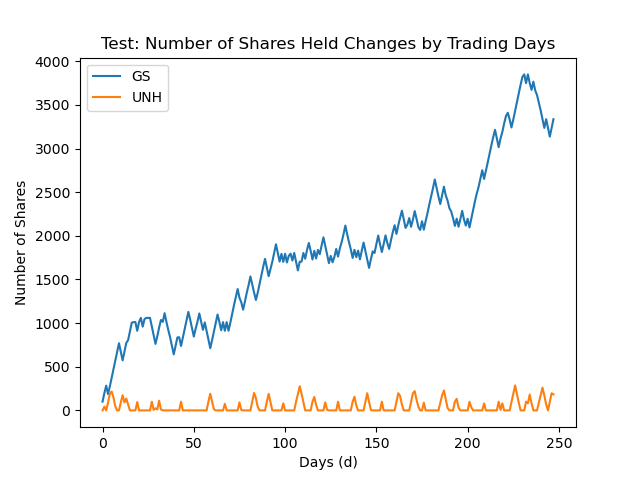 Test: Number of Shares Held Changes by Trading Days
GS
UNH
4000
3500
3000
2500
2000
1500
1000
500
0
Number of Shares
0 50 100 150 200 250
Days (d)